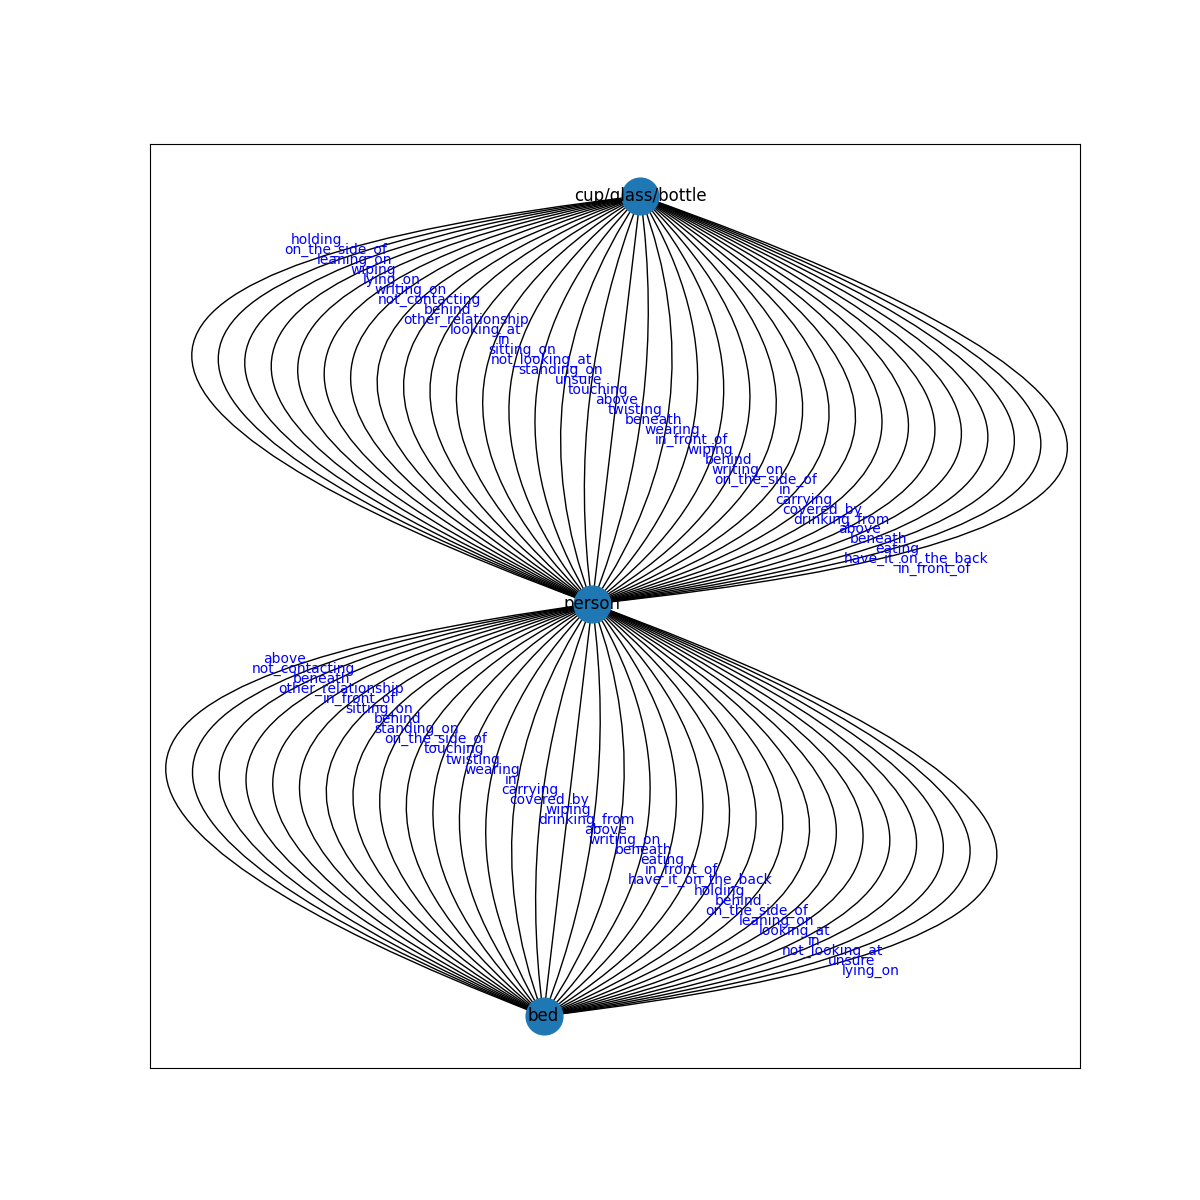 cup/glass/bottle
holding
on_the_side_of
leaning_on
wiping
lying_on
writing_on
not_contacting
behind
other_relationship
looking_at
in
sitting_on
not_looking_at
standing_on
unsure
touching
above
twisting
beneath
wearing
in_front_of
wiping
behind
writing_on
on_the_side_of
in
carrying
covered_by
drinking_from
above
beneath
eating
have_it_on_the_back
in_front_of
person
above
not_contacting
beneath
other_relationship
in_front_of
sitting_on
behind
standing_on
on_the_side_of
touching
twisting
wearing
in
carrying
covered_by
wiping
drinking_from
above
writing_on
beneath
eating
in_front_of
have_it_on_the_back
holding
behind
on_the_side_of
leaning_on
looking_at
in
not_looking_at
unsure
lying_on
bed